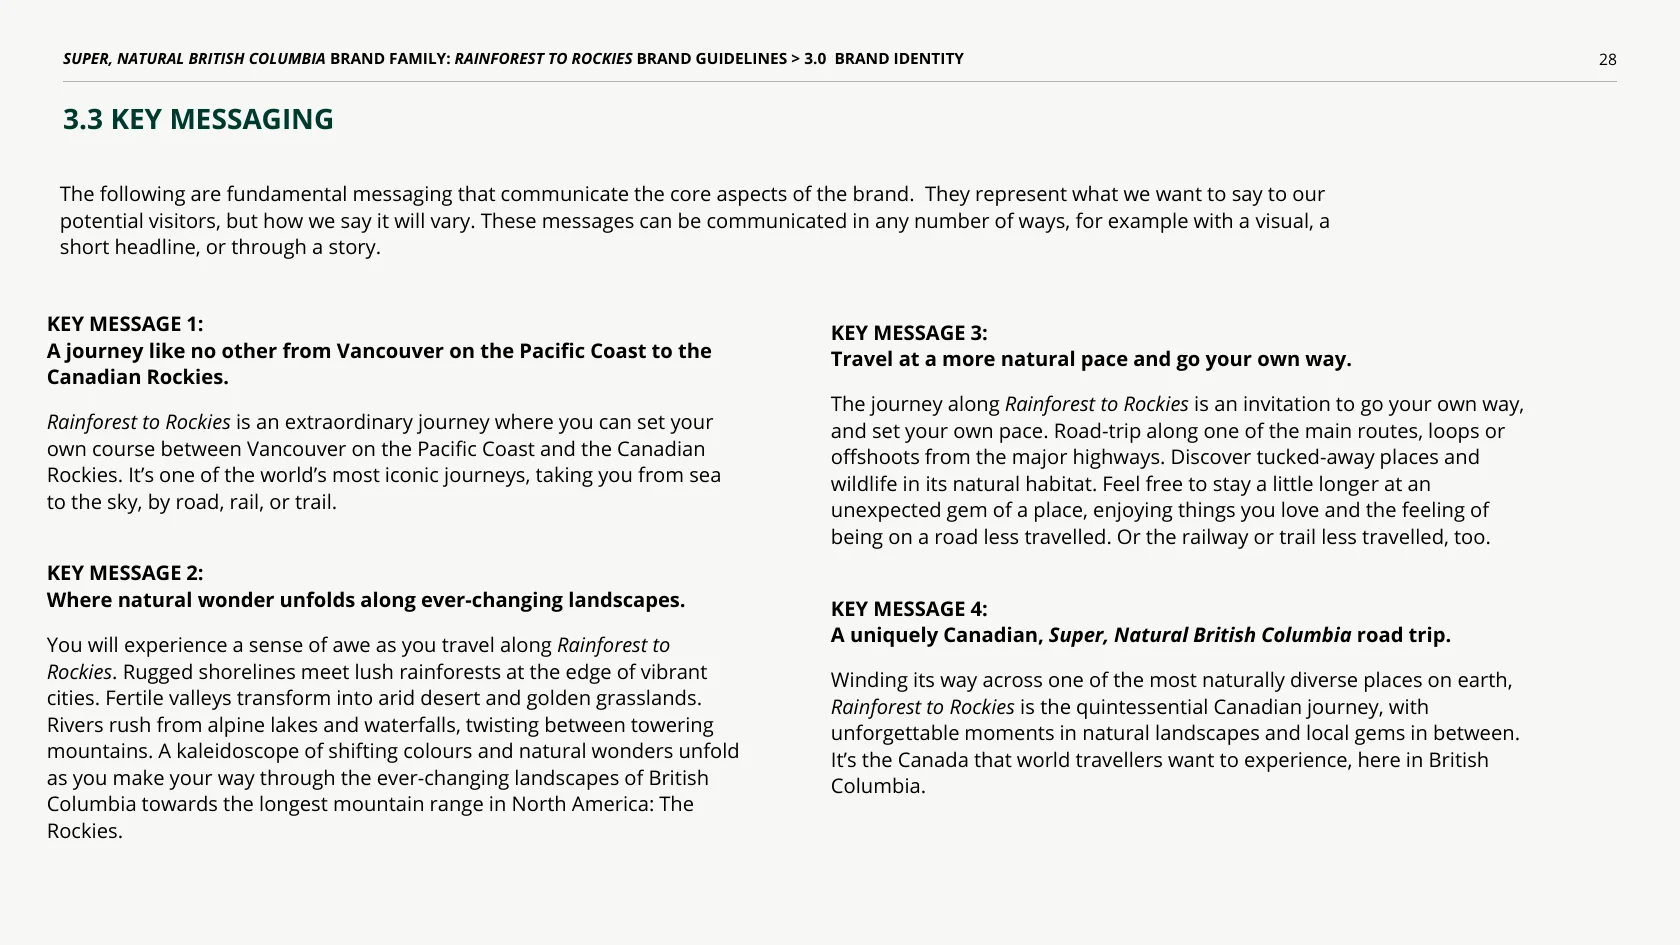 SUPER, NATURAL BRITISH COLUMBIA BRAND FAMILY: RAINFOREST TO ROCKIES BRAND GUIDELINES > 3.0  BRAND IDENTITY
28
3.3 KEY MESSAGING
The following are fundamental messaging that communicate the core aspects of the brand.  They represent what we want to say to our
potential visitors, but how we say it will vary. These messages can be communicated in any number of ways, for example with a visual, a
short headline, or through a story.
KEY MESSAGE 1:
A journey like no other from Vancouver on the Pacific Coast to the
Canadian Rockies.
Rainforest to Rockies is an extraordinary journey where you can set your
own course between Vancouver on the Pacific Coast and the Canadian
Rockies. It’s one of the world’s most iconic journeys, taking you from sea
to the sky, by road, rail, or trail.
KEY MESSAGE 2:
Where natural wonder unfolds along ever-changing landscapes.
You will experience a sense of awe as you travel along Rainforest to
Rockies. Rugged shorelines meet lush rainforests at the edge of vibrant
cities. Fertile valleys transform into arid desert and golden grasslands.
Rivers rush from alpine lakes and waterfalls, twisting between towering
mountains. A kaleidoscope of shifting colours and natural wonders unfold
as you make your way through the ever-changing landscapes of British
Columbia towards the longest mountain range in North America: The
Rockies.
KEY MESSAGE 3:
Travel at a more natural pace and go your own way.
The journey along Rainforest to Rockies is an invitation to go your own way,
and set your own pace. Road-trip along one of the main routes, loops or
offshoots from the major highways. Discover tucked-away places and
wildlife in its natural habitat. Feel free to stay a little longer at an
unexpected gem of a place, enjoying things you love and the feeling of
being on a road less travelled. Or the railway or trail less travelled, too.
KEY MESSAGE 4:
A uniquely Canadian, Super, Natural British Columbia road trip.
Winding its way across one of the most naturally diverse places on earth,
Rainforest to Rockies is the quintessential Canadian journey, with
unforgettable moments in natural landscapes and local gems in between.
It’s the Canada that world travellers want to experience, here in British
Columbia.